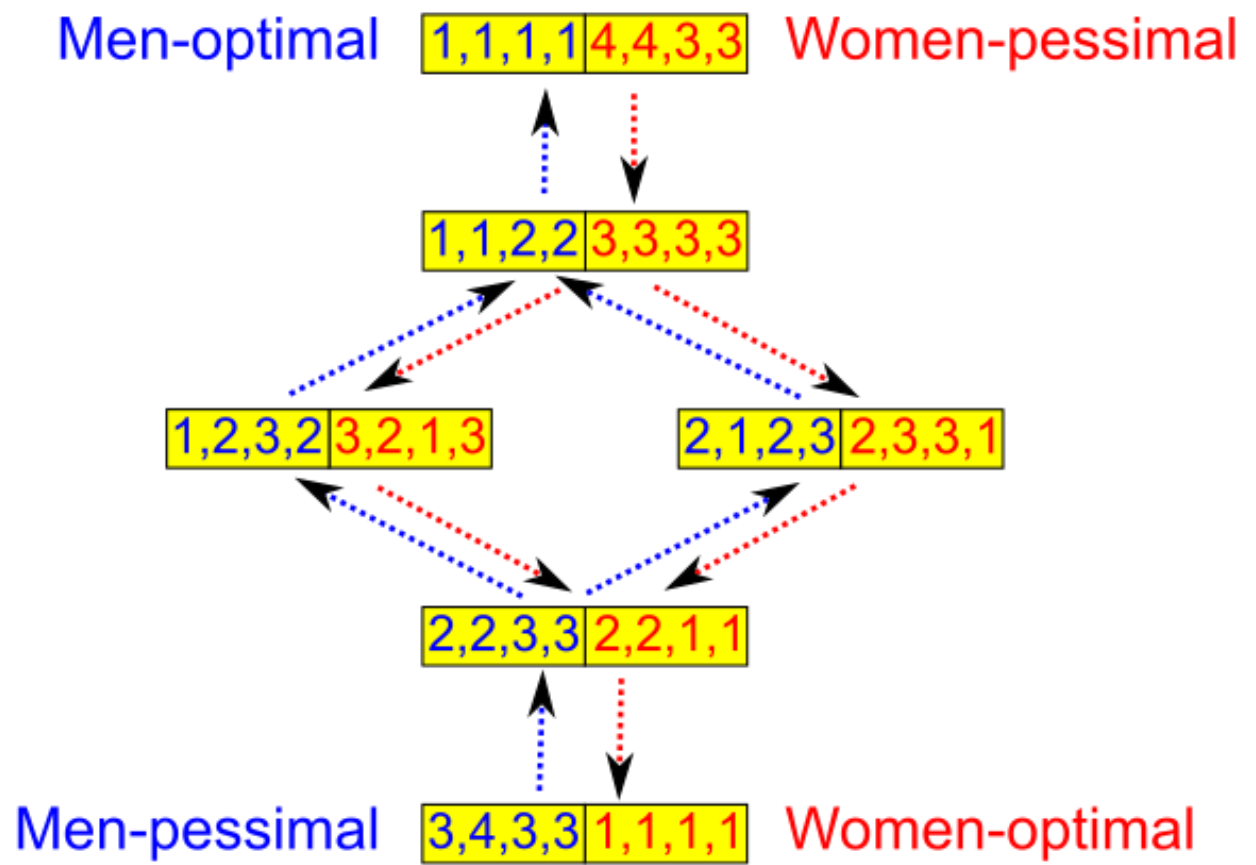 Men-optimal 1,1,1,1 4,4,3,3 Women-pessimal
1,1,2,2 3,3,3,3
1,2,3,2 3,2,1,3 2,1,2,3 2,3,3,1
2,2,3,3 2,2,1,1
Men-pessimal 3,4,3,3 1,1,1,1 Women-optimal